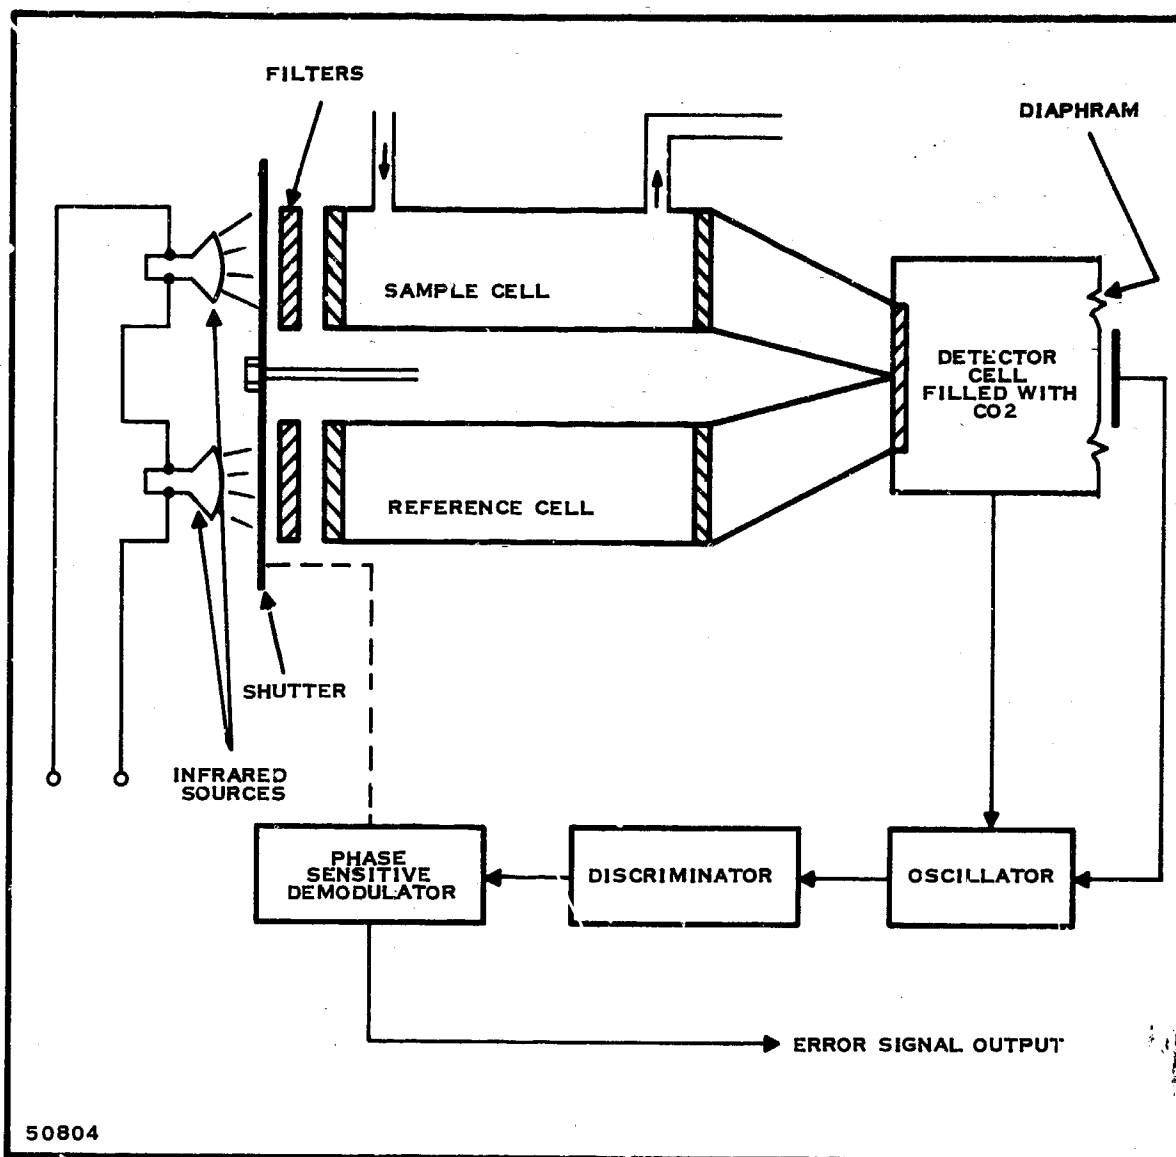 FILTERS
DIAPHRAM
SAMPLE CELL
DETECTOR
CELL
FILLED WITH
CO2
REFERENCE CELL
SHUTTER
INFRARED
SOURCES
PHASE
SENSITIVE
DEMODULATOR
DISCRIMINATOR
OSCILLATOR
ERROR SIGNAL OUTPUT
50804